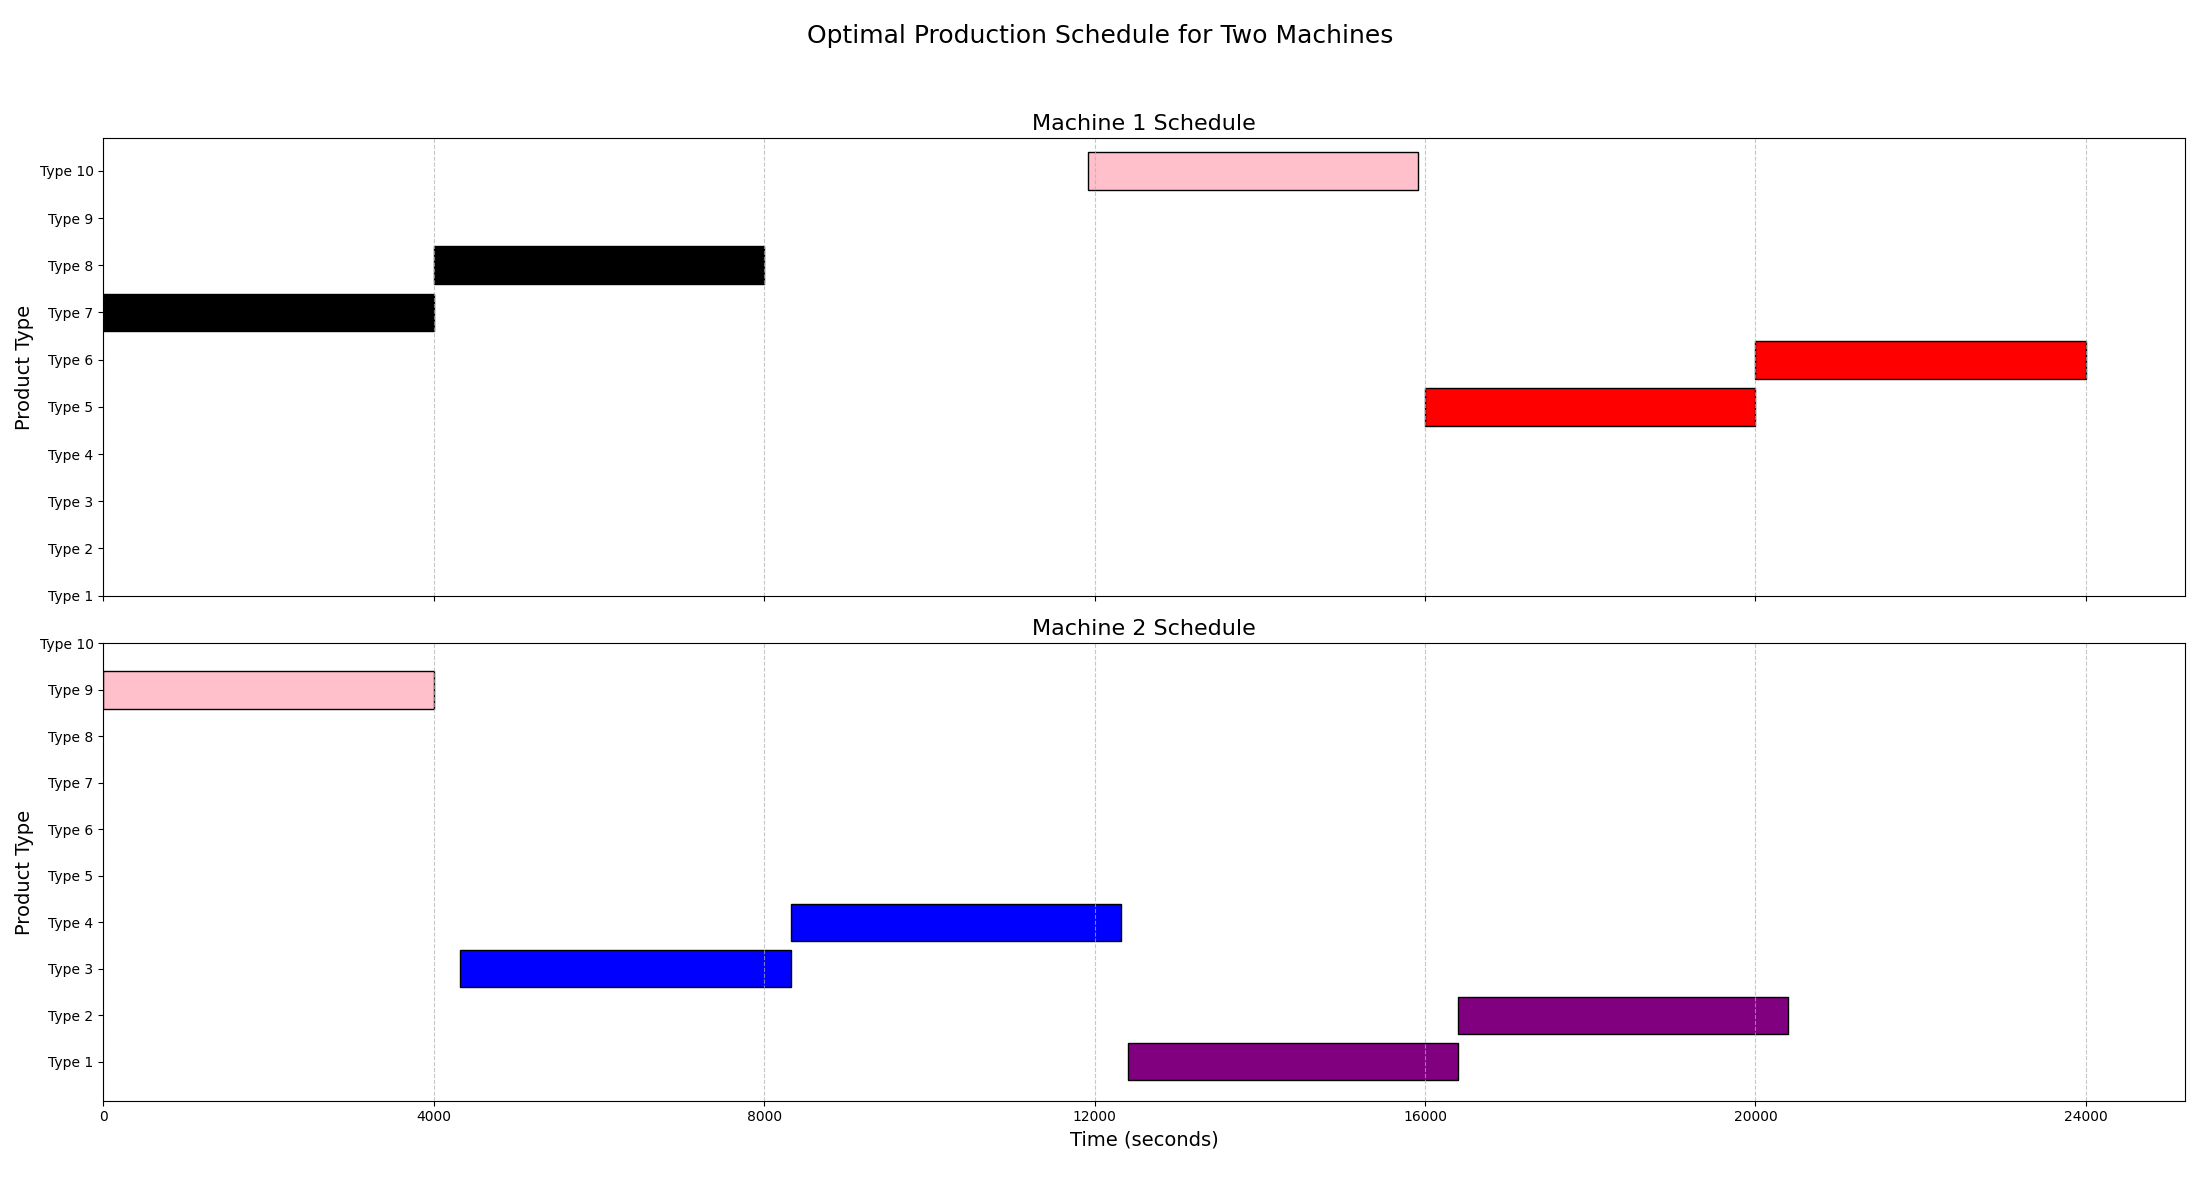 Optimal Production Schedule for Two Machines
Machine 1 Schedule
Product Type
Type 10
Type 9
Type 8
Type 7
Type 6
Type 5
Type 4
Type 3
Type 2
Type 1
Machine 2 Schedule
Product Type
Type 10
Type 9
Type 8
Type 7
Type 6
Type 5
Type 4
Type 3
Type 2
Type 1
0 4000 8000 12000 16000 20000 24000
Time (seconds)